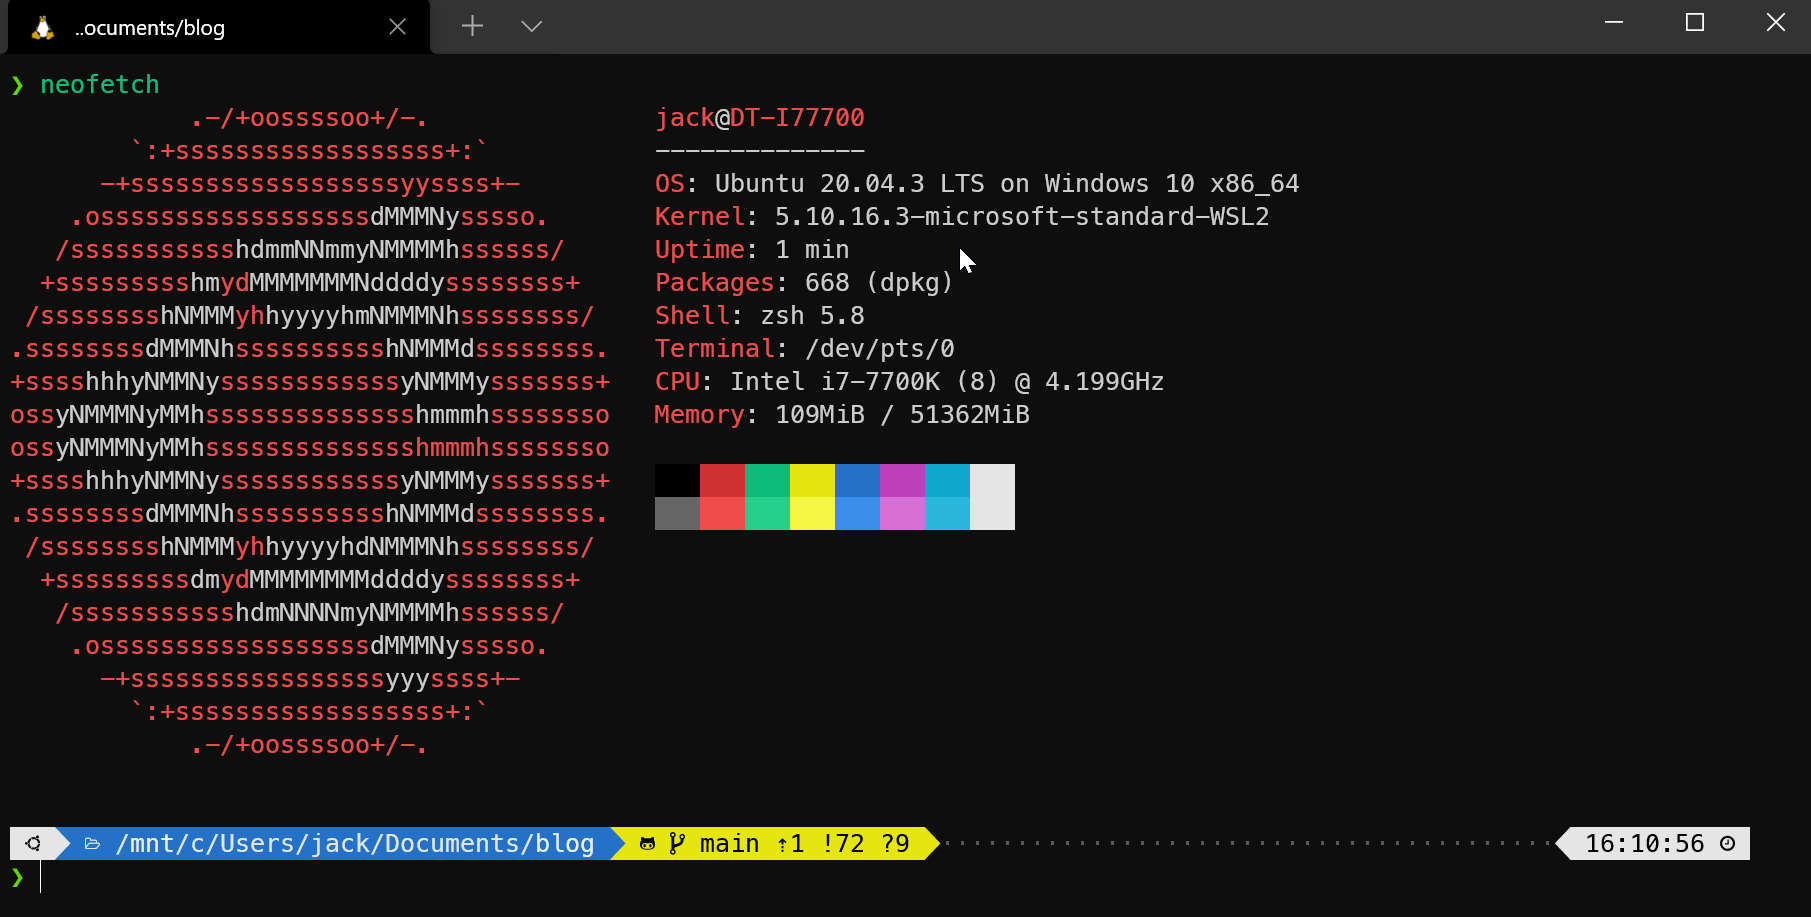 ..ocuments/blog
❯ neofetch
.-/+oossssoo+/-. jack@DT-I77700
`:+ssssssssssssssssss+:` --------------
-+ssssssssssssssssssyyssss+- OS: Ubuntu 20.04.3 LTS on Windows 10 x86_64
.ossssssssssssssssssdMMMNysssso. Kernel: 5.10.16.3-microsoft-standard-WSL2
/ssssssssssshdmmNNmmyNMMMMhssssss/ Uptime: 1 min
+ssssssssshmydMMMMMMMNddddyssssssss+ Packages: 668 (dpkg)
/sssssssshNMMMyhhyyyyhmNMMMNhssssssss/ Shell: zsh 5.8
.ssssssssdMMMNhsssssssssshNMMMdssssssss. Terminal: /dev/pts/0
+sssshhhyNMMNyssssssssssssyNMMMysssssss+ CPU: Intel i7-7700K (8) @ 4.199GHz
ossyNMMMNyMMhsssssssssssssshmmmhssssssso Memory: 109MiB / 51362MiB
ossyNMMMNyMMhsssssssssssssshmmmhssssssso
+sssshhhyNMMNyssssssssssssyNMMMysssssss+
.ssssssssdMMMNhsssssssssshNMMMdssssssss.
/sssssssshNMMMyhhyyyyhdNMMMNhssssssss/
+sssssssssdmydMMMMMMMMddddyssssssss+
/ssssssssssshdmNNNNmyNMMMMhssssss/
.ossssssssssssssssssdMMMNysssso.
-+sssssssssssssssssyyyssss+-
`:+ssssssssssssssssss+:`
.-/+oossssoo+/-.
/mnt/c/Users/jack/Documents/blog main ⇡1 !72 ?9 16:10:56
❯